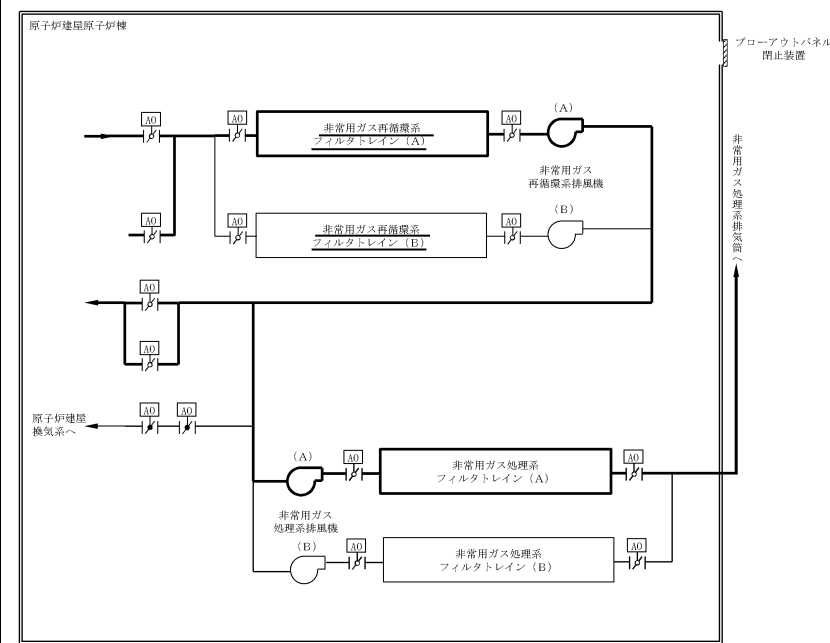 原子炉建屋原子炉棟
ブローアウトパネル
閉止装置
AO
AO
非常用ガス再循環系
フィルタトレイン（A）
AO
（A）
非常用ガス
再循環系排風機
AO
AO
非常用ガス再循環系
フィルタトレイン（B）
AO
（B）
非常用ガス処理系排気筒へ
AO
AO
原子炉建屋
換気系へ
AO
AO
（A）
AO
非常用ガス処理系
フィルタトレイン（A）
AO
非常用ガス
処理系排風機
（B）
AO
非常用ガス処理系
フィルタトレイン（B）
AO